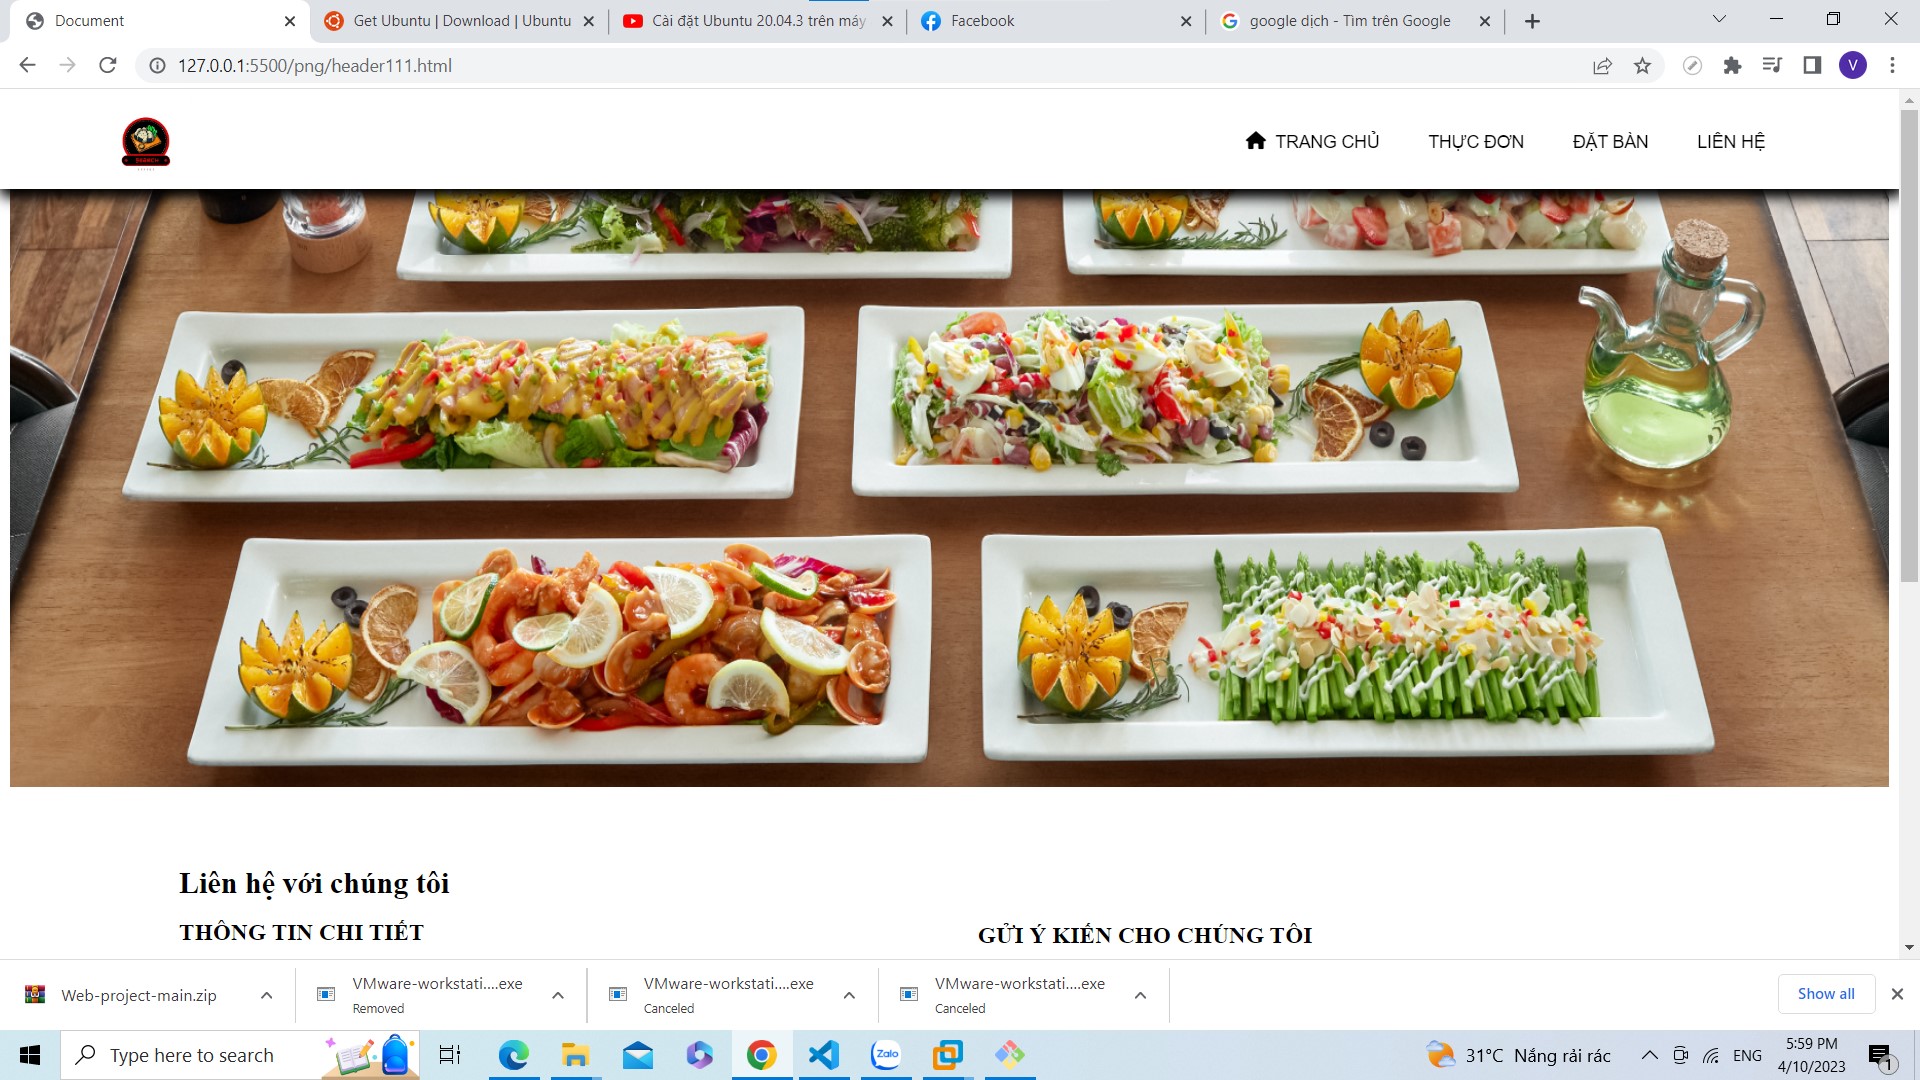 Document
Get Ubuntu | Download | Ubuntu
Cài đặt Ubuntu 20.04.3 trên máy
Facebook
google dịch - Tìm trên Google
127.0.0.1:5500/png/header111.html
V
TRANG CHỦ
THỰC ĐƠN
ĐẶT BÀN
LIÊN HỆ
Liên hệ với chúng tôi
THÔNG TIN CHI TIẾT
GỬI Ý KIẾN CHO CHÚNG TÔI
Web-project-main.zip
VMware-workstati....exe
Removed
VMware-workstati....exe
Canceled
VMware-workstati....exe
Canceled
Show all
Type here to search
Zalo
31°C Nắng rải rác
ENG
5:59 PM
4/10/2023
1